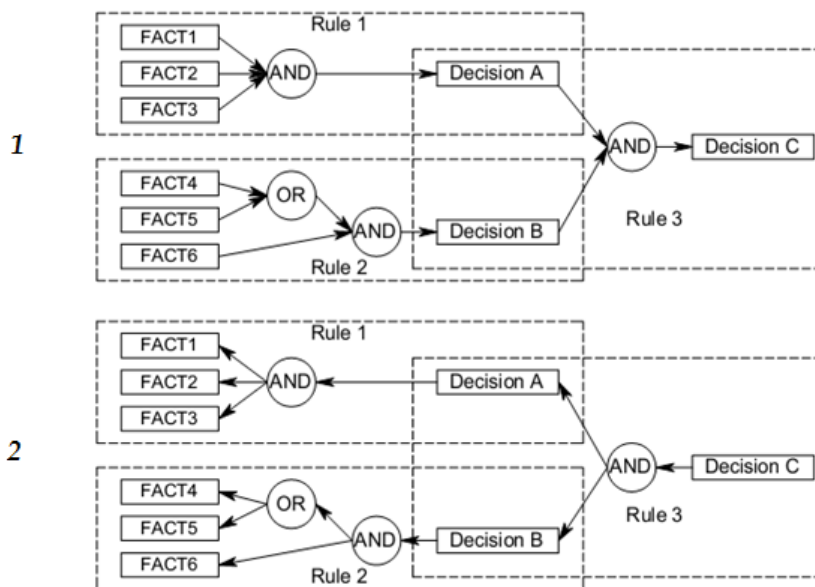 Rule 1
FACT1
FACT2
FACT3
AND
Decision A
1
AND
Decision C
FACT4
FACT5
FACT6
OR
AND
Decision B
Rule 2
Rule 3
Rule 1
FACT1
FACT2
FACT3
AND
Decision A
2
AND
Decision C
FACT4
FACT5
FACT6
OR
AND
Decision B
Rule 2
Rule 3